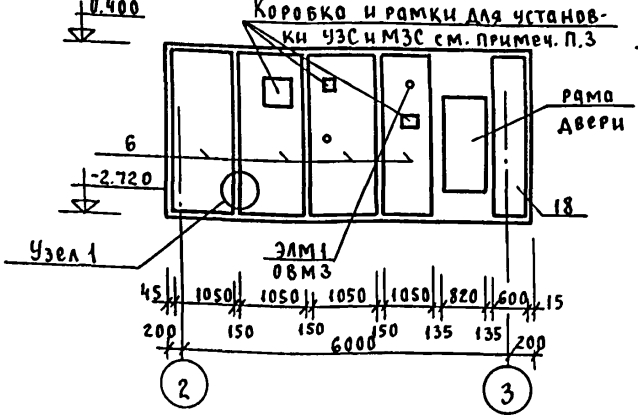 0.400
Коробка и рамки для установ-
ки УЗС и МЗС см. примеч. П.3
рама
двери
6
-2.720
18
Узел 1
ЭЛМ1
ОВМ3
45 1050 1050 1050 1050 820 600 15
200 150 150 150 135 135 200
6000
2 3